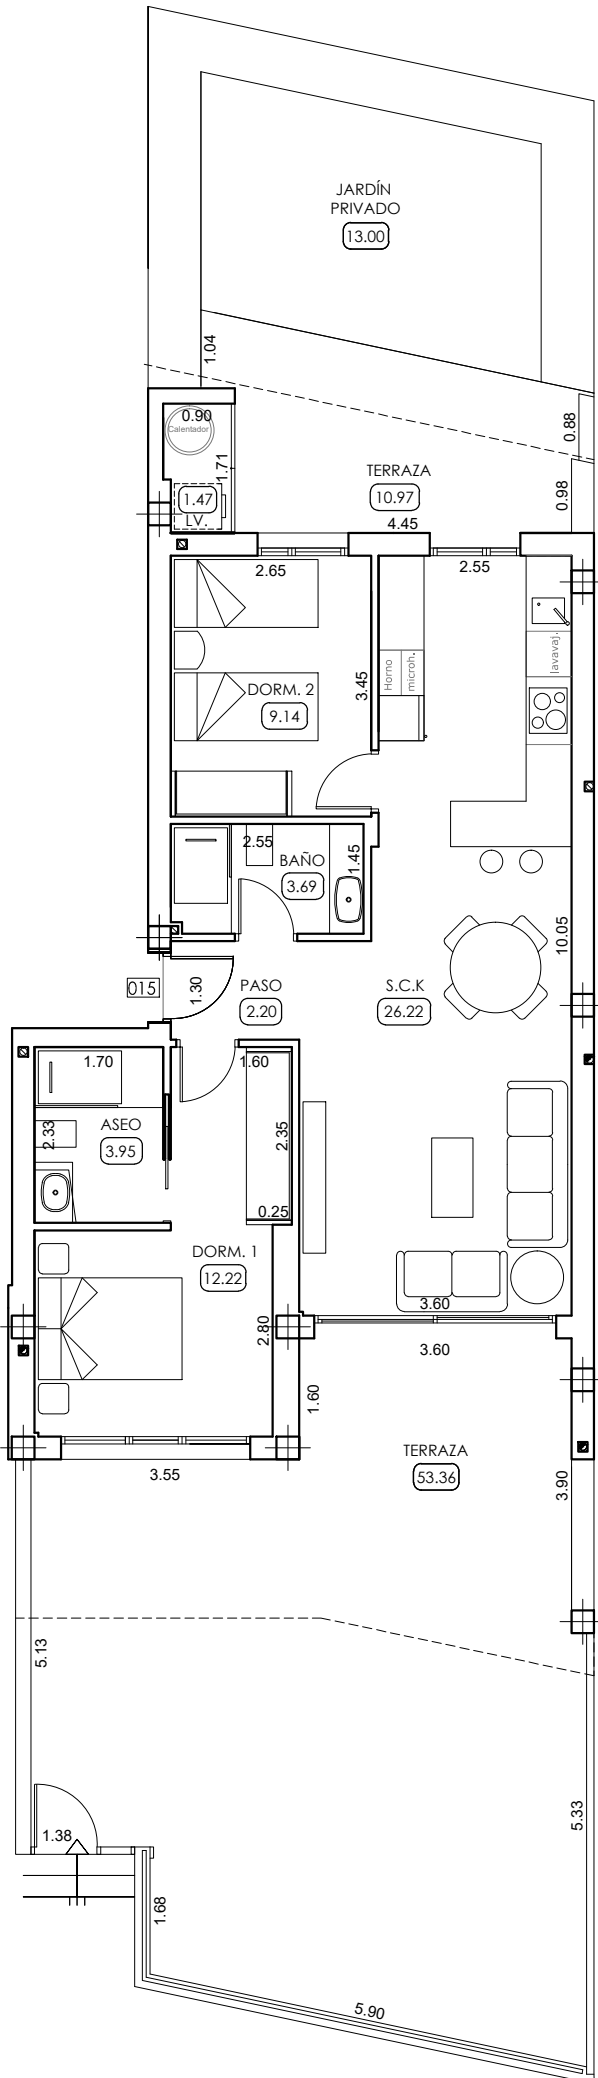 JARDÍN
PRIVADO
13.00
1.04
0.90
Calentador
1.71
1.47
LV.
TERRAZA
10.97
4.45
0.88
0.98
2.65
2.55
Horno
microh.
lavavaj.
3.45
DORM. 2
9.14
2.55
BAÑO
3.69
1.45
10.05
015
1.30
PASO
2.20
S.C.K
26.22
1.70
1.60
ASEO
3.95
2.33
2.35
0.25
DORM. 1
12.22
2.80
3.60
3.60
1.60
3.55
TERRAZA
53.36
3.90
5.13
5.33
1.38
1.68
5.90